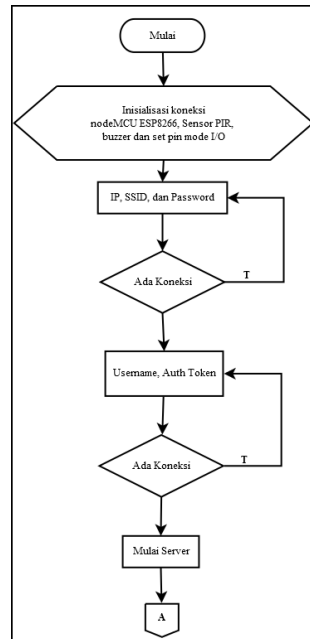 Mulai
Inisialisasi koneksi
nodeMCU ESP8266, Sensor PIR,
buzzer dan set pin mode I/O
IP, SSID, dan Password
Ada Koneksi
T
Username, Auth Token
Ada Koneksi
T
Mulai Server
A